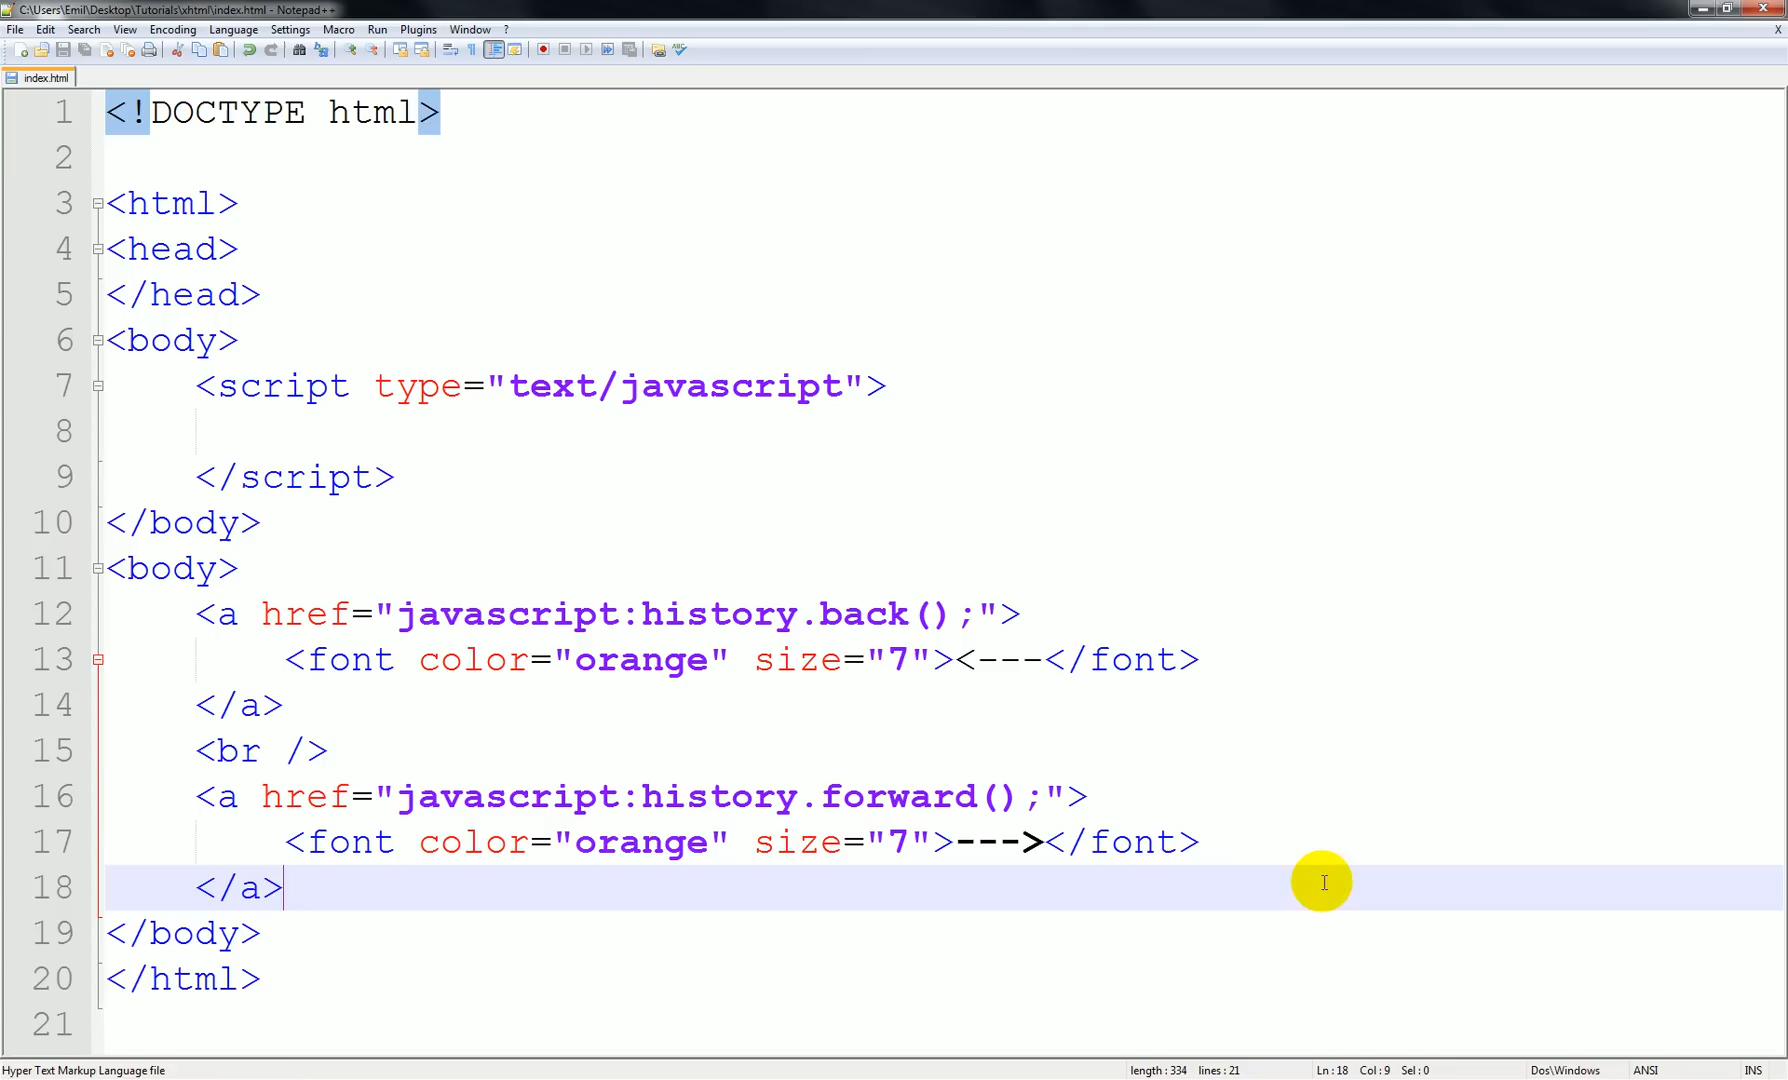 C:\Users\Emil\Desktop\Tutorials\xhtml\index.html - Notepad++
File Edit Search View Encoding Language Settings Macro Run Plugins Window ? X
index.html
1 <!DOCTYPE html>
2
3 <html>
4 <head>
5 </head>
6 <body>
7 <script type="text/javascript">
8
9 </script>
10 </body>
11 <body>
12 <a href="javascript:history.back();">
13 <font color="orange" size="7"><---</font>
14 </a>
15 <br />
16 <a href="javascript:history.forward();">
17 <font color="orange" size="7">---></font>
18 </a>
19 </body>
20 </html>
21
Hyper Text Markup Language file length : 334 lines : 21 Ln : 18 Col : 9 Sel : 0 Dos\Windows ANSI INS